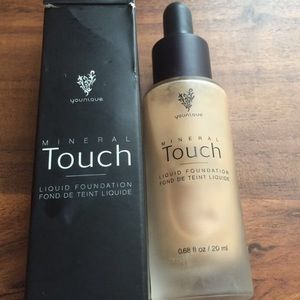 younique
MINERAL
Touch
LIQUID FOUNDATION
FOND DE TEINT LIQUIDE
younique
MINERAL
Touch
LIQUID FOUNDATION
FOND DE TEINT LIQUIDE
0.68 fl oz / 20 ml